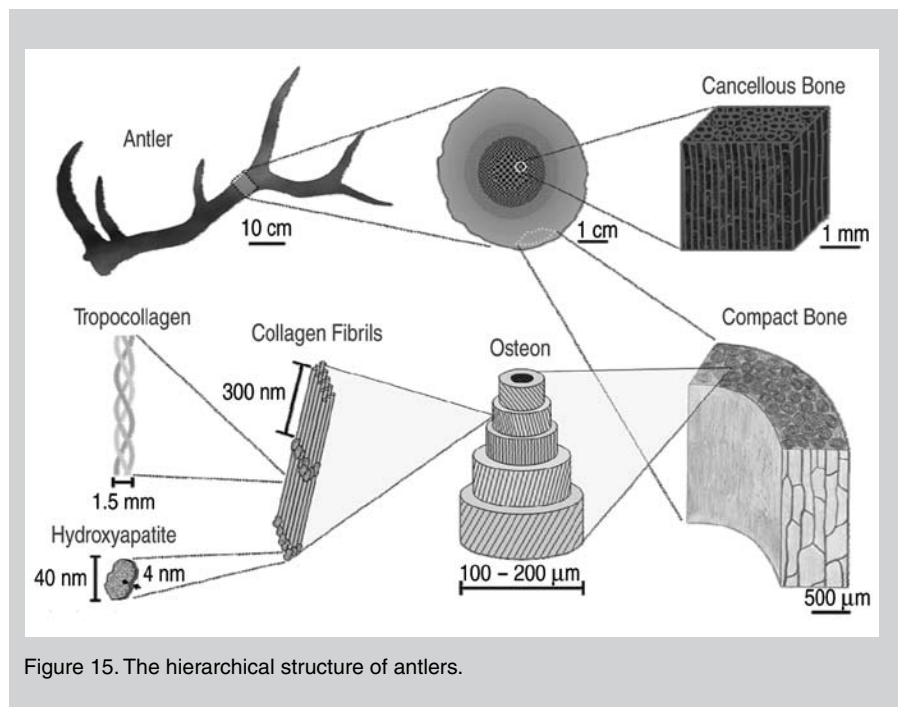 Antler
10 cm
1 cm
Cancellous Bone
1 mm
Tropocollagen
1.5 mm
Hydroxyapatite
40 nm
4 nm
Collagen Fibrils
300 nm
Osteon
100 – 200 μm
Compact Bone
500 μm
Figure 15. The hierarchical structure of antlers.